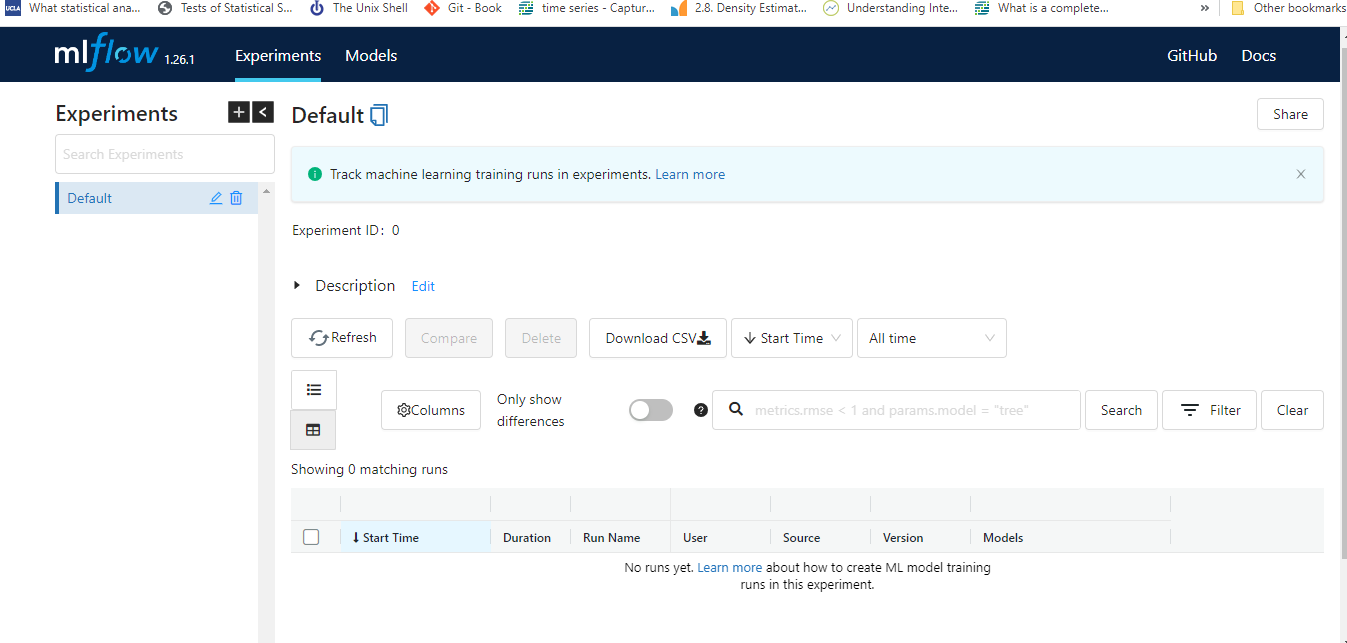 UCLA What statistical ana... Tests of Statistical S... The Unix Shell Git - Book time series - Captur... 2.8. Density Estimat... Understanding Inte... What is a complete... » Other bookmarks
mlflow 1.26.1 Experiments Models GitHub Docs
Experiments + <
Search Experiments
Default
Default
Share
Track machine learning training runs in experiments. Learn more
Experiment ID: 0
Description Edit
Refresh Compare Delete Download CSV Start Time All time
Columns
Only show
differences
? metrics.rmse < 1 and params.model = "tree" Search Filter Clear
Showing 0 matching runs
Start Time Duration Run Name User Source Version Models
No runs yet. Learn more about how to create ML model training
runs in this experiment.